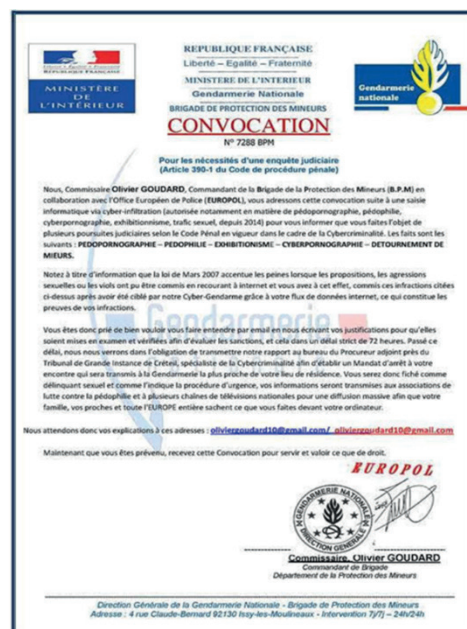 REPUBLIQUE FRANÇAISE
Liberté – Egalité – Fraternité
MINISTERE DE L'INTERIEUR
Gendarmerie Nationale
BRIGADE DE PROTECTION DES MINEURS
CONVOCATION
N° 7288 BPM
MINISTÈRE
DE
L'INTÉRIEUR
Gendarmerie
nationale
Pour les nécessités d'une enquête judiciaire
(Article 390-1 du Code de procédure pénale)
Nous, Commissaire Olivier GOUDARD, Commandant de la Brigade de la Protection des Mineurs (B.P.M) en
collaboration avec l'Office Européen de Police (EUROPOL), vous adressons cette convocation suite à une saisie
informatique via cyber-infiltration (autorisée notamment en matière de pédopornographie, pédophilie,
cyberpornographie, exhibitionnisme, trafic sexuel, depuis 2014) pour vous informer que vous faites l'objet de
plusieurs poursuites judiciaires selon le Code Pénal en vigueur dans le cadre de la Cybercriminalité. Les faits sont les
suivants : PEDOPORNOGRAPHIE – PEDOPHILIE – EXHIBITIONISME – CYBERPORNOGRAPHIE – DETOURNEMENT DE
MIEURS.
Notez à titre d'information que la loi de Mars 2007 accentue les peines lorsque les propositions, les agressions
sexuelles ou les viols ont pu être commis en recourant à internet et vous avez à cet effet, commis ces infractions citées
ci-dessus après avoir été ciblé par notre Cyber-Gendarme grâce à votre flux de données internet, ce qui constitue les
preuves de vos infractions.
Vous êtes donc prié de bien vouloir vous faire entendre par email en nous écrivant vos justifications pour qu'elles
soient mises en examen et vérifiées afin d'évaluer les sanctions, et cela dans un délai strict de 72 heures. Passé ce
délai, nous nous verrons dans l'obligation de transmettre notre rapport au bureau du Procureur adjoint près du
Tribunal de Grande Instance de Créteil, spécialiste de la Cybercriminalité afin d'établir un Mandat d'arrêt à votre
encontre qui sera transmis à la Gendarmerie la plus proche de votre lieu de résidence. Vous serez donc fiché comme
délinquant sexuel et comme l'indique la procédure d'urgence, vos informations seront transmises aux associations de
lutte contre la pédophilie et à plusieurs chaînes de télévisions nationales pour une diffusion massive afin que votre
famille, vos proches et toute l'EUROPE entière sachent ce que vous faites devant votre ordinateur.
Gendarmerie
Nous attendons donc vos explications à ces adresses : oliviergoudard10@gmail.com/ oliviergoudard10@gmail.com
Maintenant que vous êtes prévenu, recevez cette Convocation pour servir et valoir ce que de droit.
EUROPOL
GENDARMERIE NATIONALE
DIRECTION GENERALE
Commissaire, Olivier GOUDARD
Commandant de Brigade
Département de la Protection des Mineurs
Direction Générale de la Gendarmerie Nationale - Brigade de Protection des Mineurs
Adresse : 4 rue Claude-Bernard 92130 Issy-les-Moulineaux - Intervention 7j/7j – 24h/24h